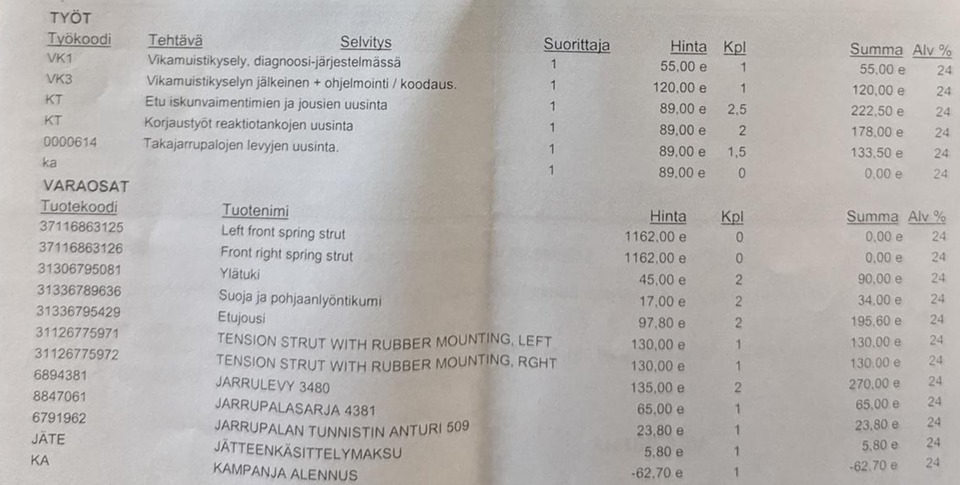 TYÖT
Työkoodi Tehtävä Selvitys Suorittaja Hinta Kpl Summa Alv %
VK1 Vikamuistikysely, diagnoosi-järjestelmässä 1 55,00 e 1 55,00 e 24
VK3 Vikamuistikyselyn jälkeinen + ohjelmointi / koodaus. 1 120,00 e 1 120,00 e 24
KT Etu iskunvaimentimien ja jousien uusinta 1 89,00 e 2,5 222,50 e 24
KT Korjaustyöt reaktiotankojen uusinta 1 89,00 e 2 178,00 e 24
0000614 Takajarrupalojen levyjen uusinta. 1 89,00 e 1,5 133,50 e 24
ka 1 89,00 e 0 0,00 e 24
VARAOSAT
Tuotekoodi Tuotenimi Hinta Kpl Summa Alv %
37116863125 Left front spring strut 1162,00 e 0 0,00 e 24
37116863126 Front right spring strut 1162,00 e 0 0,00 e 24
31306795081 Ylätuki 45,00 e 2 90,00 e 24
31336789636 Suoja ja pohjaanlyöntikumi 17,00 e 2 34,00 e 24
31336795429 Etujousi 97,80 e 2 195,60 e 24
31126775971 TENSION STRUT WITH RUBBER MOUNTING, LEFT 130,00 e 1 130,00 e 24
31126775972 TENSION STRUT WITH RUBBER MOUNTING, RGHT 130,00 e 1 130,00 e 24
6894381 JARRULEVY 3480 135,00 e 2 270,00 e 24
8847061 JARRUPALASARJA 4381 65,00 e 1 65,00 e 24
6791962 JARRUPALAN TUNNISTIN ANTURI 509 23,80 e 1 23,80 e 24
JÄTE JÄTTEENKÄSITTELYMAKSU 5,80 e 1 5,80 e 24
KA KAMPANJA ALENNUS -62,70 e 1 -62,70 e 24